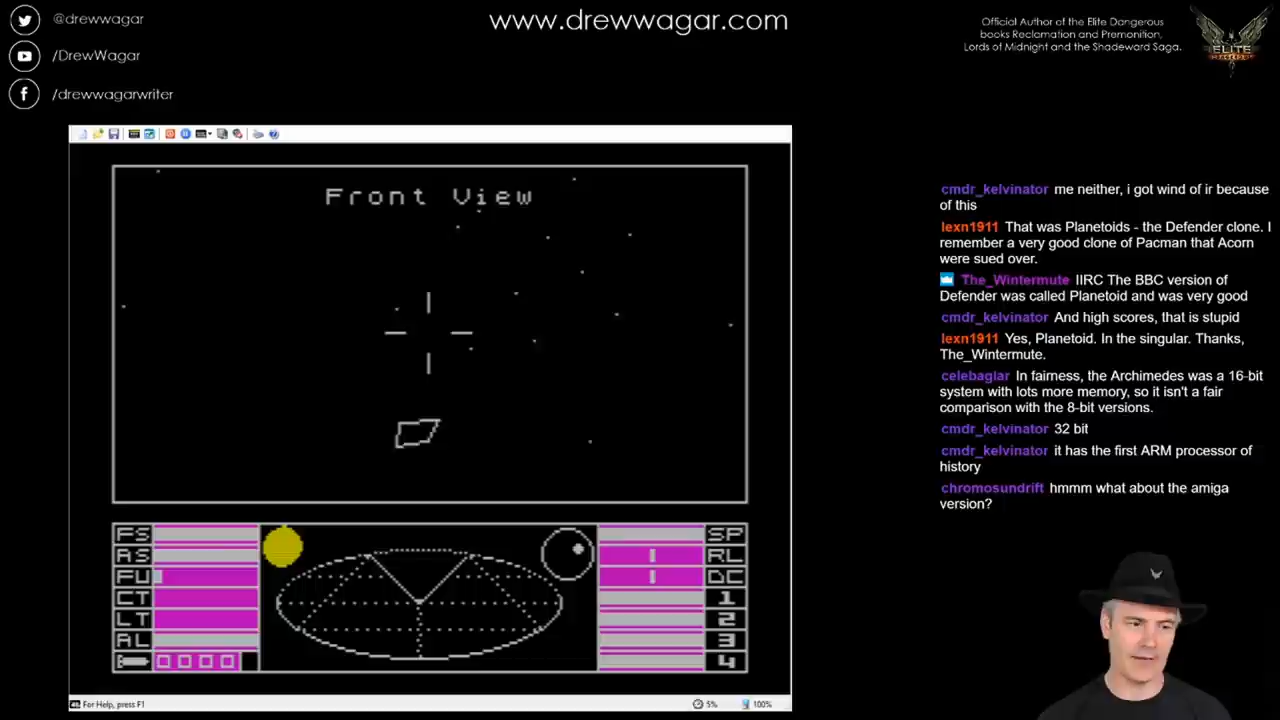 @drewwagar
/DrewWagar
/drewwagarwriter
www.drewwagar.com
Official Author of the Elite Dangerous
books Reclamation and Premonition,
Lords of Midnight and the Shadeward Saga.
ELITE
DANGEROUS
Front View
FS
AS
FU
CT
LT
AL
SP
RL
DC
1
2
3
4
For Help, press F1
5%
100%
cmdr_kelvinator me neither, i got wind of ir because
of this
lexn1911 That was Planetoids - the Defender clone. I
remember a very good clone of Pacman that Acorn
were sued over.
The_Wintermute IIRC The BBC version of
Defender was called Planetoid and was very good
cmdr_kelvinator And high scores, that is stupid
lexn1911 Yes, Planetoid. In the singular. Thanks,
The_Wintermute.
celebaglar In fairness, the Archimedes was a 16-bit
system with lots more memory, so it isn't a fair
comparison with the 8-bit versions.
cmdr_kelvinator 32 bit
cmdr_kelvinator it has the first ARM processor of
history
chromosundrift hmmm what about the amiga
version?